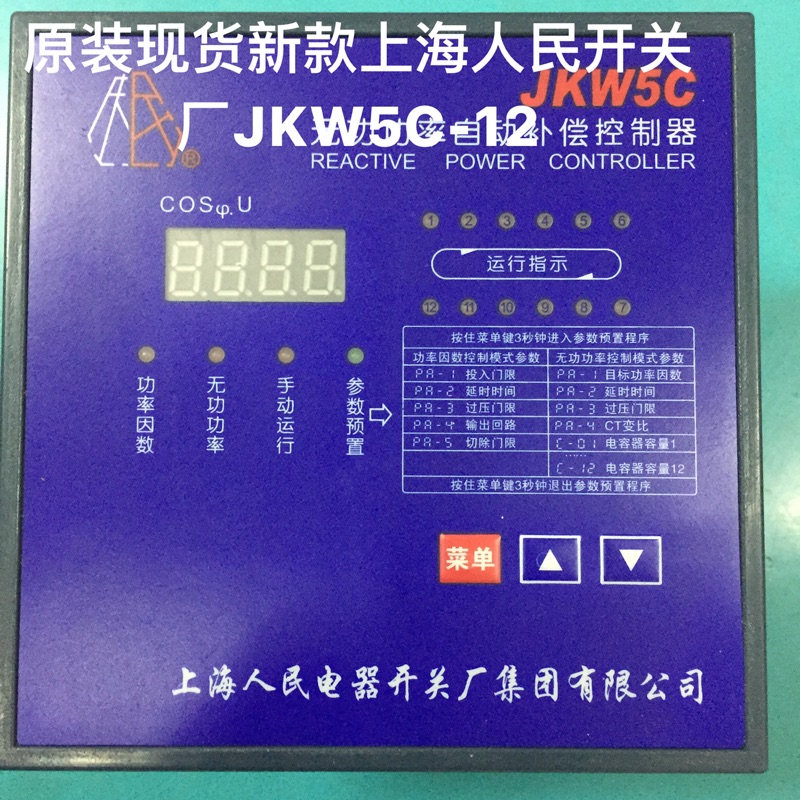 原装现货新款上海人民开关
厂JKW5C-12
JKW5C
无功功率自动补偿控制器
REACTIVE POWER CONTROLLER
®
COSφ.U
1 2 3 4 5 6
运行指示
12 11 10 9 8 7
功率因数
无功功率
手动运行
参数预置
按住菜单键3秒钟进入参数预置程序
功率因数控制模式参数 无功功率控制模式参数
PA-1 投入门限 PA-1 目标功率因数
PA-2 延时时间 PA-2 延时时间
PA-3 过压门限 PA-3 过压门限
PA-4 输出回路 PA-4 CT变比
PA-5 切除门限 C-01 电容器容量1
......
C-12 电容器容量12
按住菜单键3秒钟退出参数预置程序
菜单
上海人民电器开关厂集团有限公司